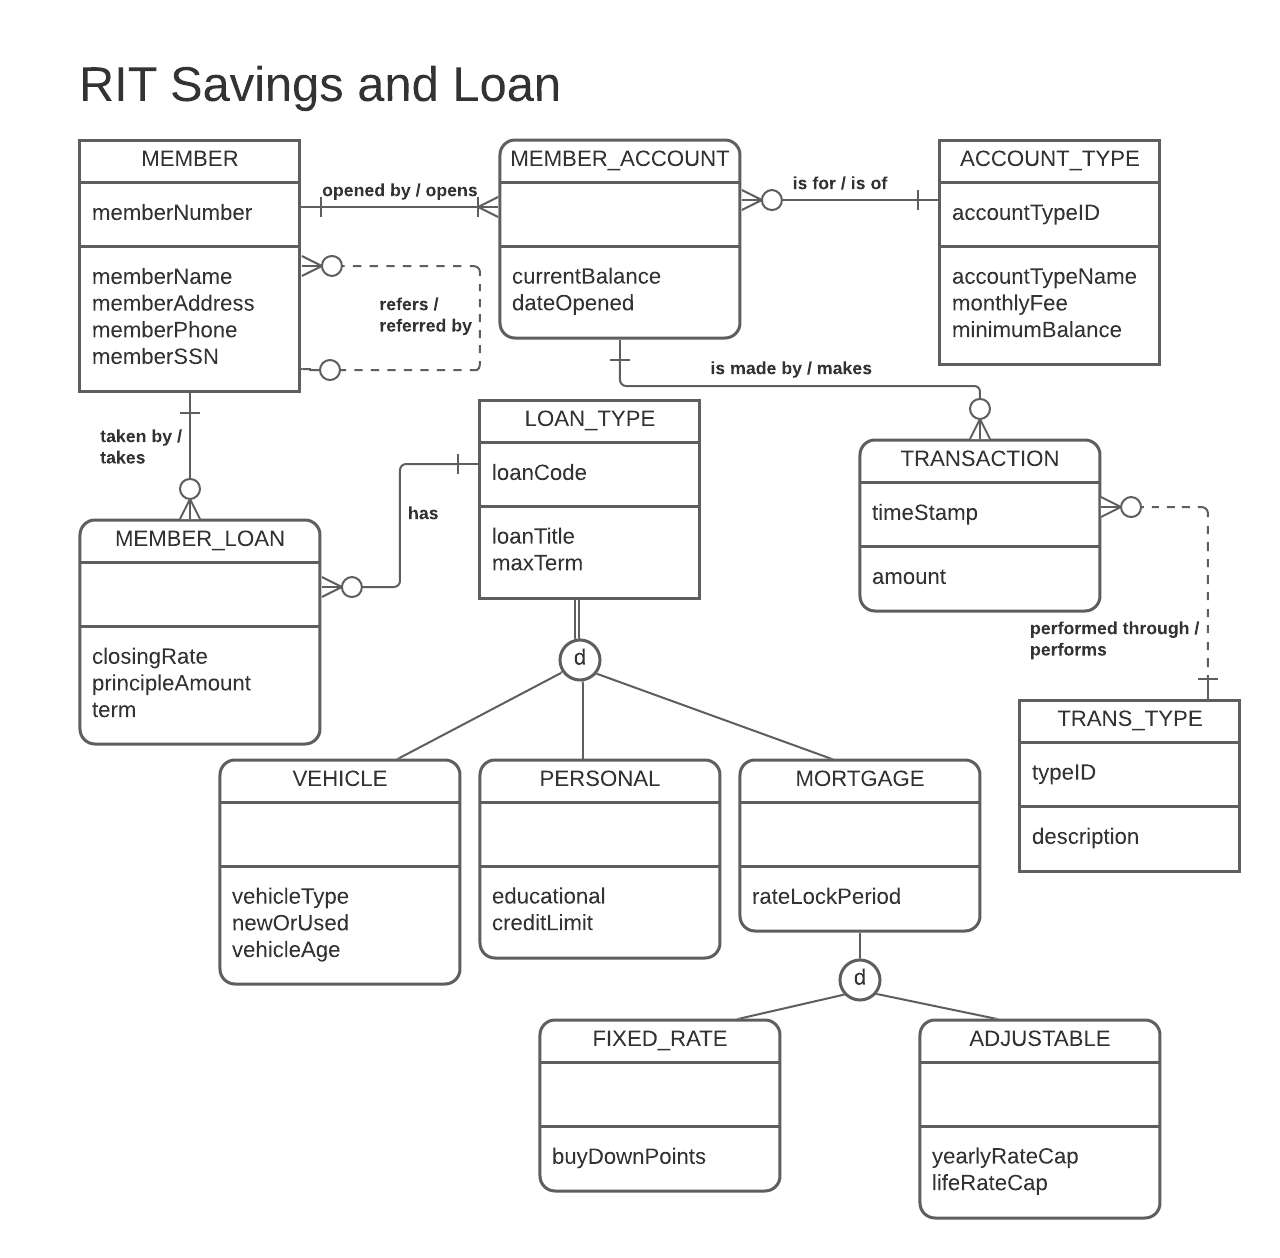 RIT Savings and Loan
MEMBER
memberNumber
memberName
memberAddress
memberPhone
memberSSN
opened by / opens
MEMBER_ACCOUNT
currentBalance
dateOpened
is for / is of
ACCOUNT_TYPE
accountTypeID
accountTypeName
monthlyFee
minimumBalance
refers /
referred by
is made by / makes
taken by /
takes
LOAN_TYPE
loanCode
loanTitle
maxTerm
has
TRANSACTION
timeStamp
amount
MEMBER_LOAN
closingRate
principleAmount
term
performed through /
performs
d
TRANS_TYPE
typeID
description
VEHICLE
vehicleType
newOrUsed
vehicleAge
PERSONAL
educational
creditLimit
MORTGAGE
rateLockPeriod
d
FIXED_RATE
buyDownPoints
ADJUSTABLE
yearlyRateCap
lifeRateCap